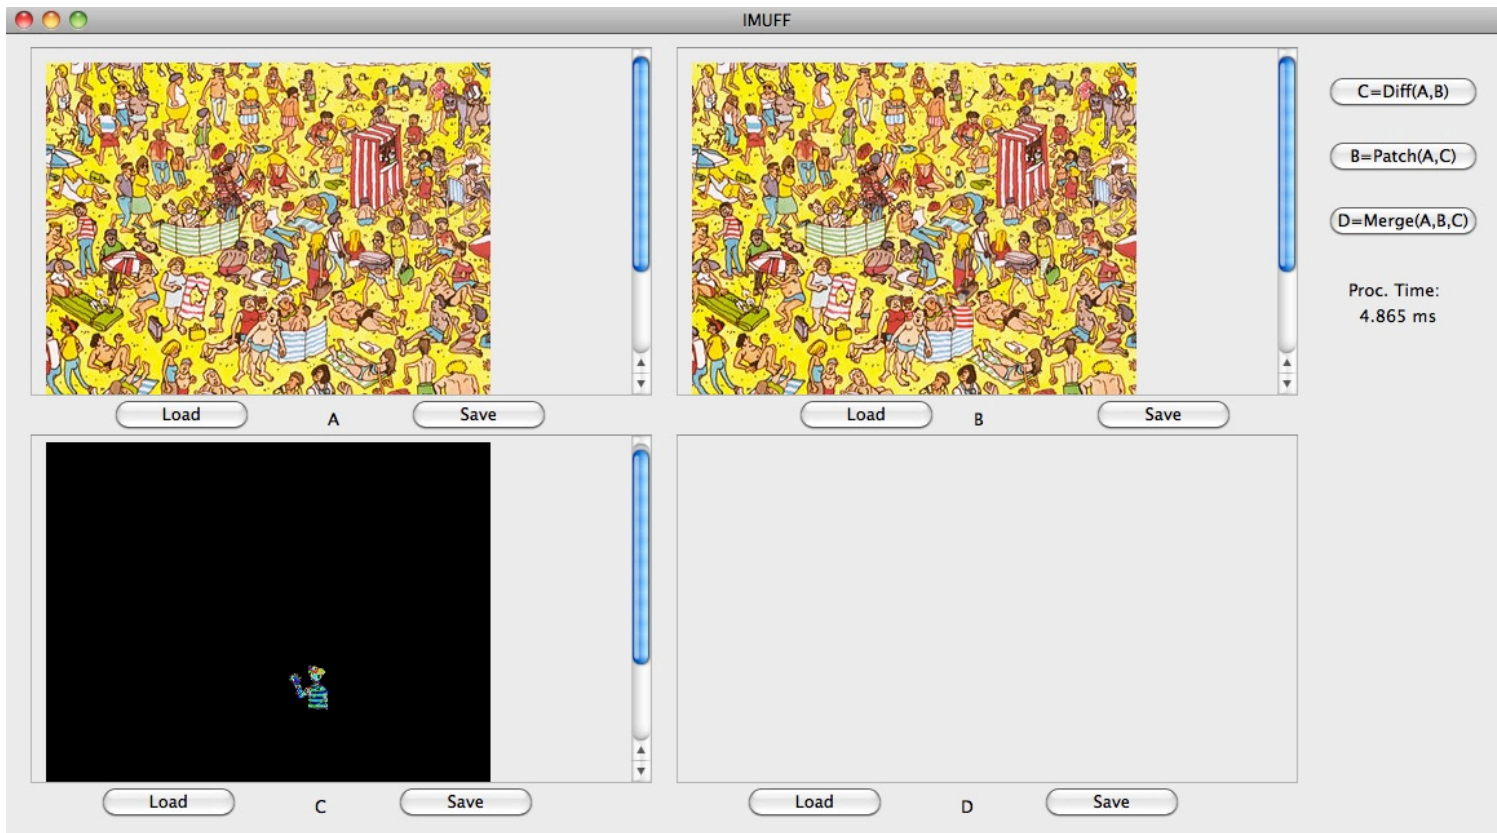 IMUFF
C=Diff(A,B)
B=Patch(A,C)
D=Merge(A,B,C)
Proc. Time:
4.865 ms
Load A Save
Load B Save
Load C Save
Load D Save